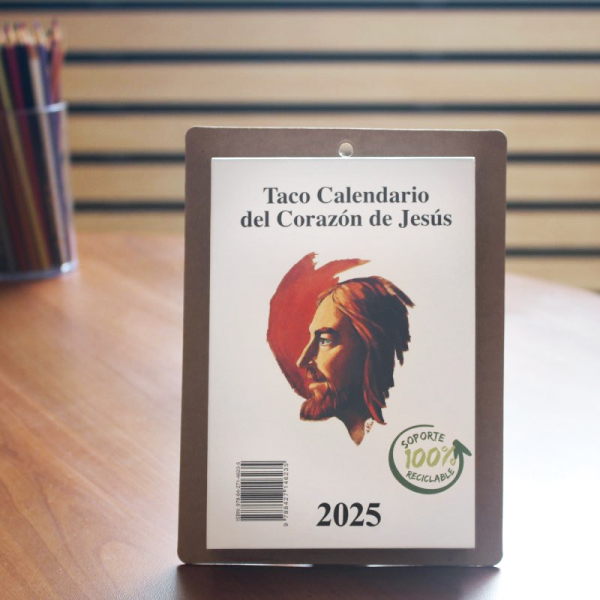 Taco Calendario
del Corazón de Jesús
SOPORTE
100%
RECICLABLE
2025